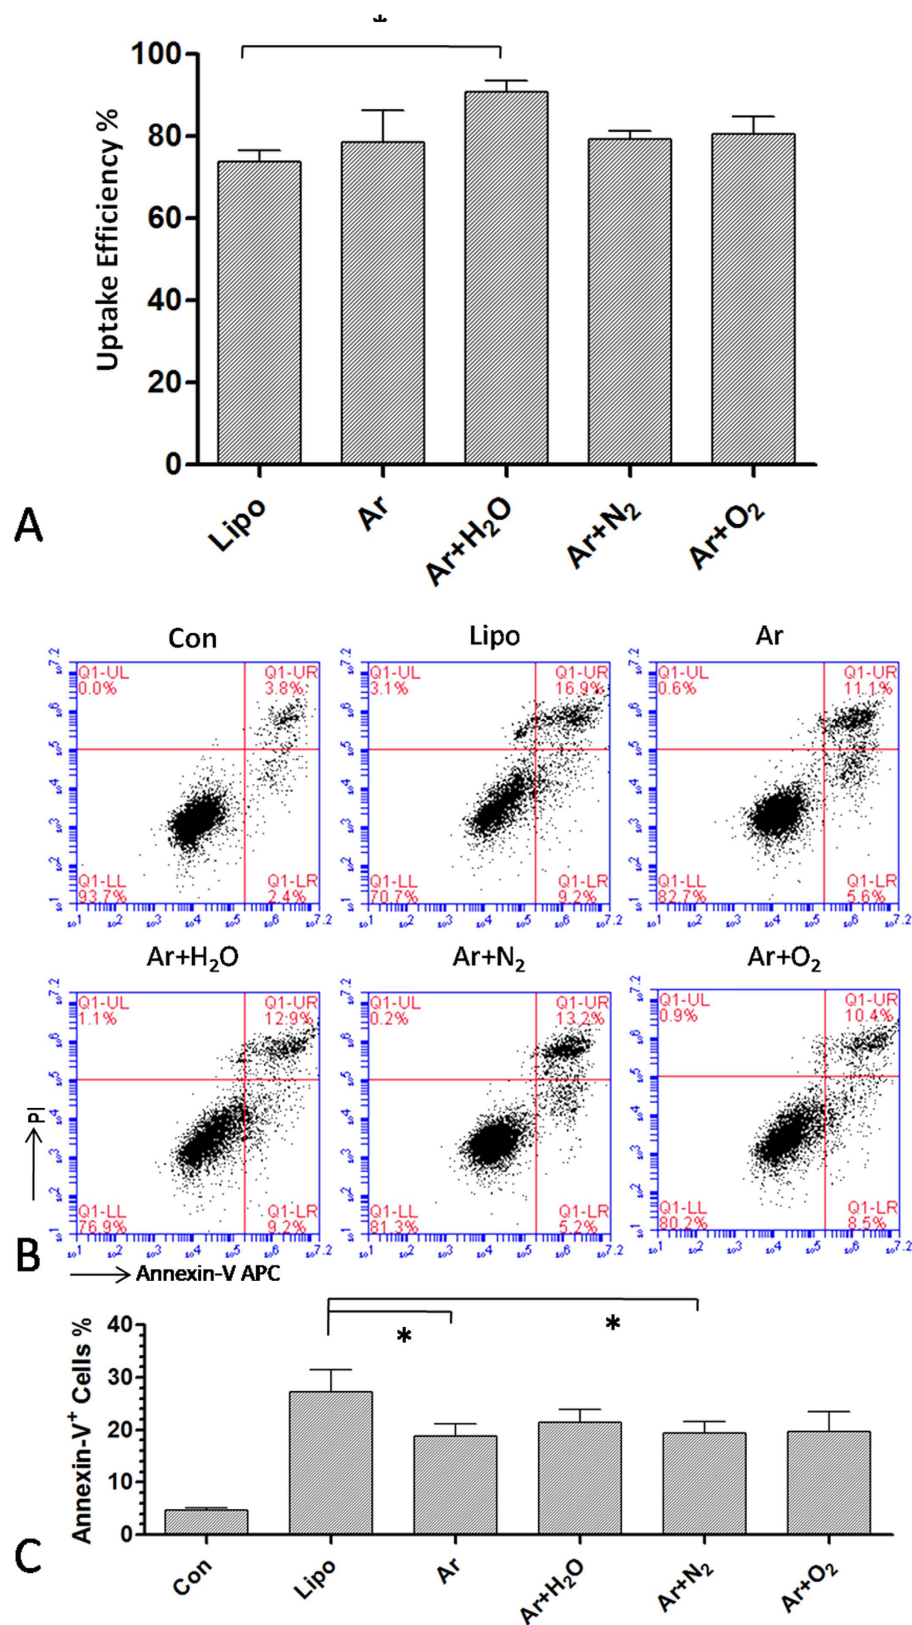 *
Uptake Efficiency %
100
80
60
40
20
0
Lipo
Ar
Ar+H₂O
Ar+N₂
Ar+O₂
A
Con
Lipo
Ar
Q1-UL
0.0%
Q1-UR
3.8%
Q1-LL
93.7%
Q1-LR
2.4%
Q1-UL
3.1%
Q1-UR
16.9%
Q1-LL
70.7%
Q1-LR
9.2%
Q1-UL
0.6%
Q1-UR
11.1%
Q1-LL
82.7%
Q1-LR
5.6%
Ar+H₂O
Ar+N₂
Ar+O₂
Q1-UL
1.1%
Q1-UR
12.9%
Q1-LL
76.9%
Q1-LR
9.2%
Q1-UL
0.2%
Q1-UR
13.2%
Q1-LL
81.3%
Q1-LR
5.2%
Q1-UL
0.9%
Q1-UR
10.4%
Q1-LL
80.2%
Q1-LR
8.5%
PI
B
Annexin-V APC
*
*
Annexin-V⁺ Cells %
40
30
20
10
0
Con
Lipo
Ar
Ar+H₂O
Ar+N₂
Ar+O₂
C